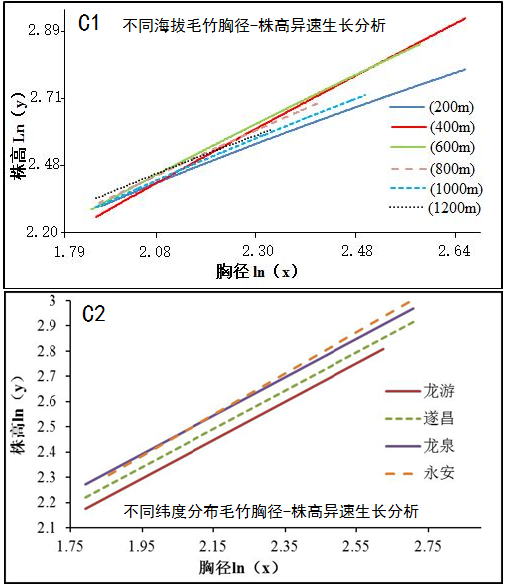 C1 不同海拔毛竹胸径-株高异速生长分析
株高 Ln（y）
2.89
2.71
2.48
2.20
1.79 2.08 2.30 2.48 2.64
胸径 ln（x）
(200m)
(400m)
(600m)
(800m)
(1000m)
(1200m)
C2
株高ln（y）
3
2.9
2.8
2.7
2.6
2.5
2.4
2.3
2.2
2.1
龙游
遂昌
龙泉
永安
不同纬度分布毛竹胸径-株高异速生长分析
1.75 1.95 2.15 2.35 2.55 2.75
胸径ln（x）